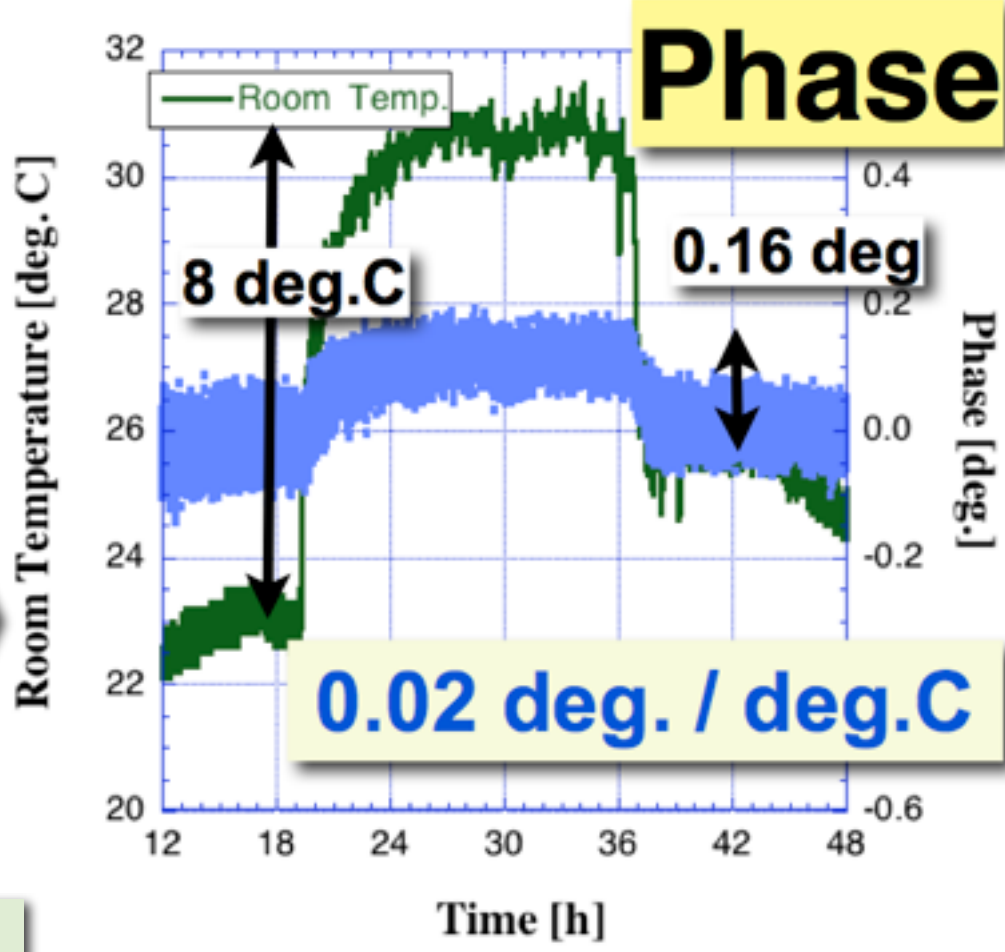 Phase
Room Temp.
8 deg.C
0.16 deg
0.02 deg. / deg.C
Room Temperature [deg. C]
32
30
28
26
24
22
20
0.4
0.2
0.0
-0.2
-0.6
Phase [deg.]
12 18 24 30 36 42 48
Time [h]